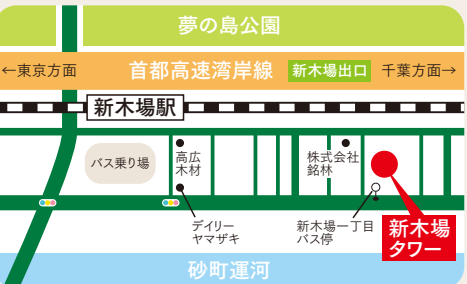 夢の島公園
←東京方面
首都高速湾岸線
新木場出口
千葉方面→
新木場駅
バス乗り場
高広
木材
株式会社
銘林
デイリー
ヤマザキ
新木場一丁目
バス停
新木場
タワー
砂町運河